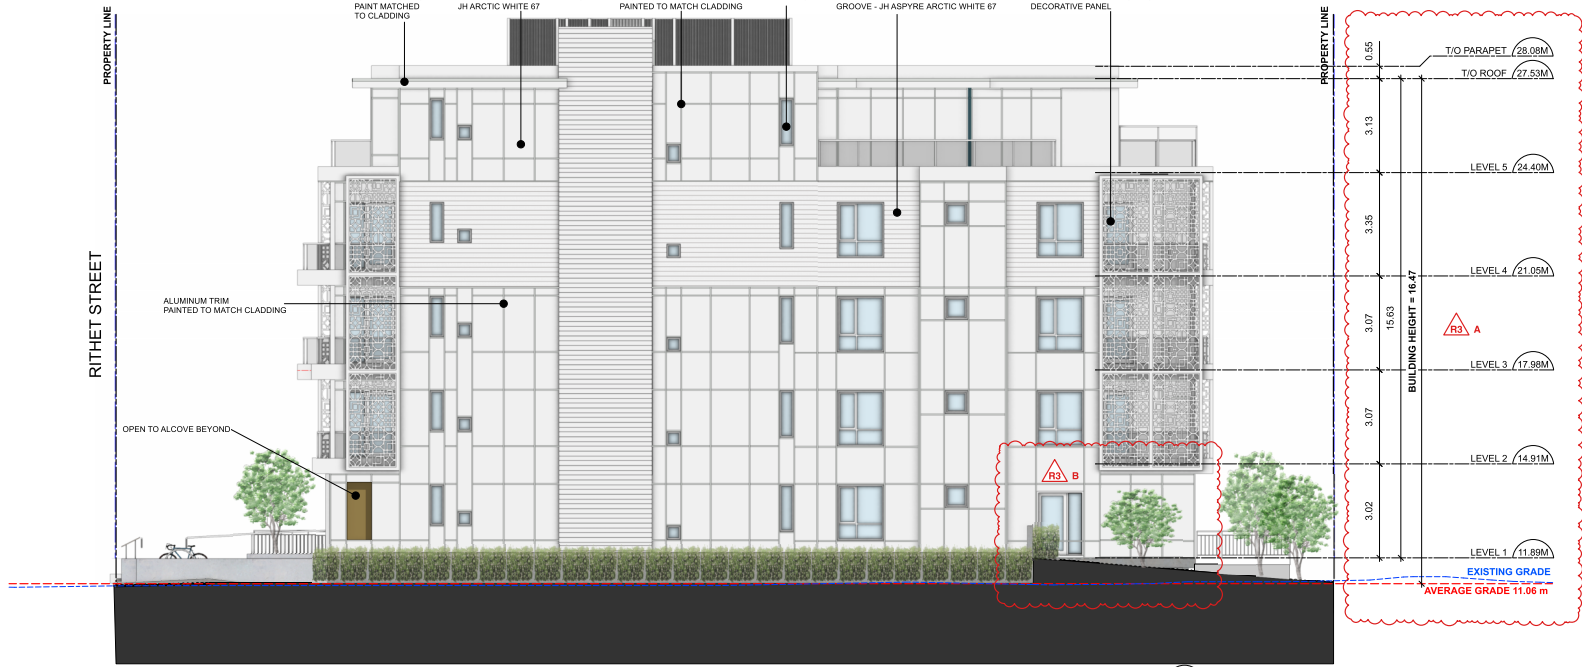 PAINT MATCHED
TO CLADDING
JH ARCTIC WHITE 67
PAINTED TO MATCH CLADDING
GROOVE - JH ASPYRE ARCTIC WHITE 67
DECORATIVE PANEL
PROPERTY LINE
PROPERTY LINE
RITHET STREET
ALUMINUM TRIM
PAINTED TO MATCH CLADDING
OPEN TO ALCOVE BEYOND
R3 B
0.55
T/O PARAPET 28.08M
T/O ROOF 27.53M
3.13
LEVEL 5 24.40M
3.35
LEVEL 4 21.05M
3.07
15.63
BUILDING HEIGHT = 16.47
R3 A
LEVEL 3 17.98M
3.07
LEVEL 2 14.91M
3.02
LEVEL 1 11.89M
EXISTING GRADE
AVERAGE GRADE 11.06 m